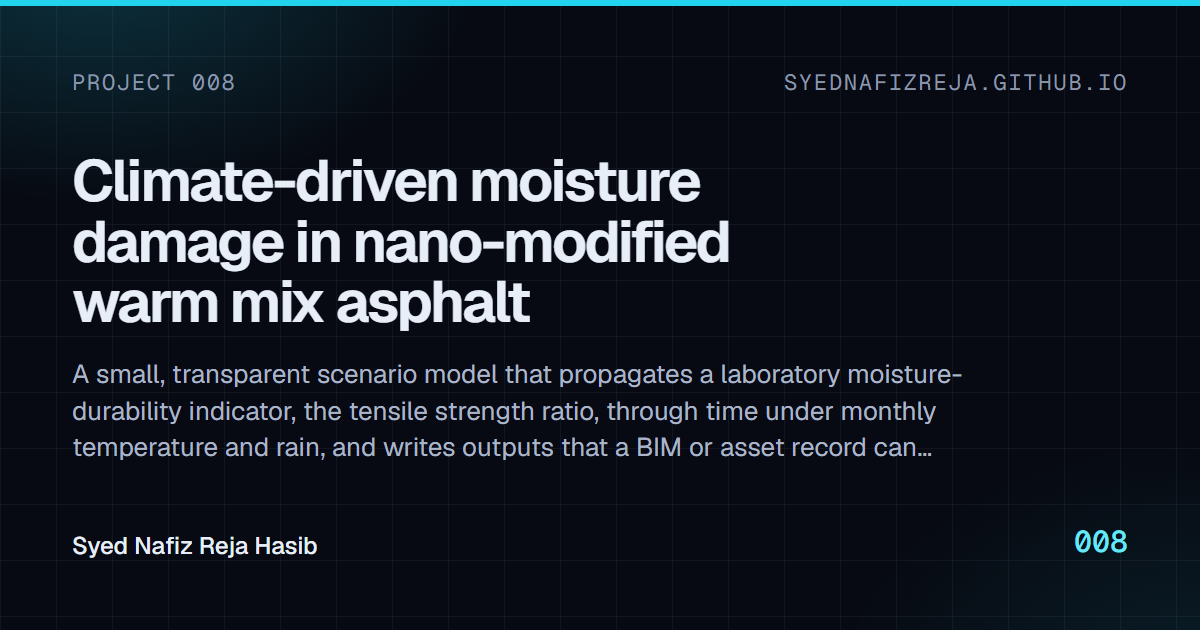 PROJECT 008
SYEDNAFIZREJA.GITHUB.IO
Climate-driven moisture
damage in nano-modified
warm mix asphalt
A small, transparent scenario model that propagates a laboratory moisture-
durability indicator, the tensile strength ratio, through time under monthly
temperature and rain, and writes outputs that a BIM or asset record can…
Syed Nafiz Reja Hasib
008